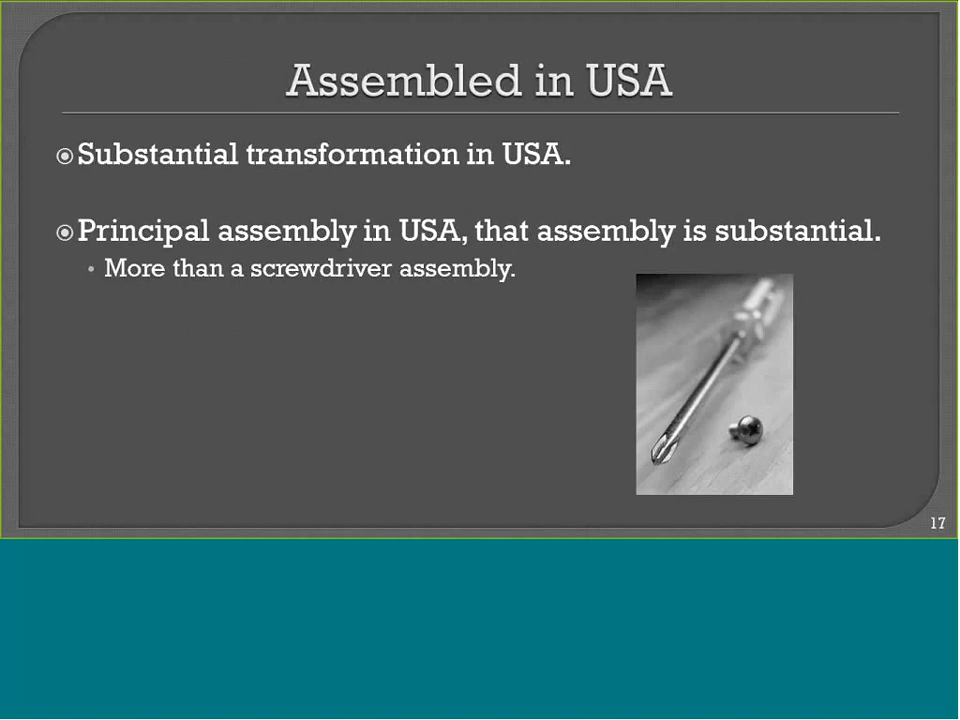 Assembled in USA
Substantial transformation in USA.
Principal assembly in USA, that assembly is substantial.
More than a screwdriver assembly.
17